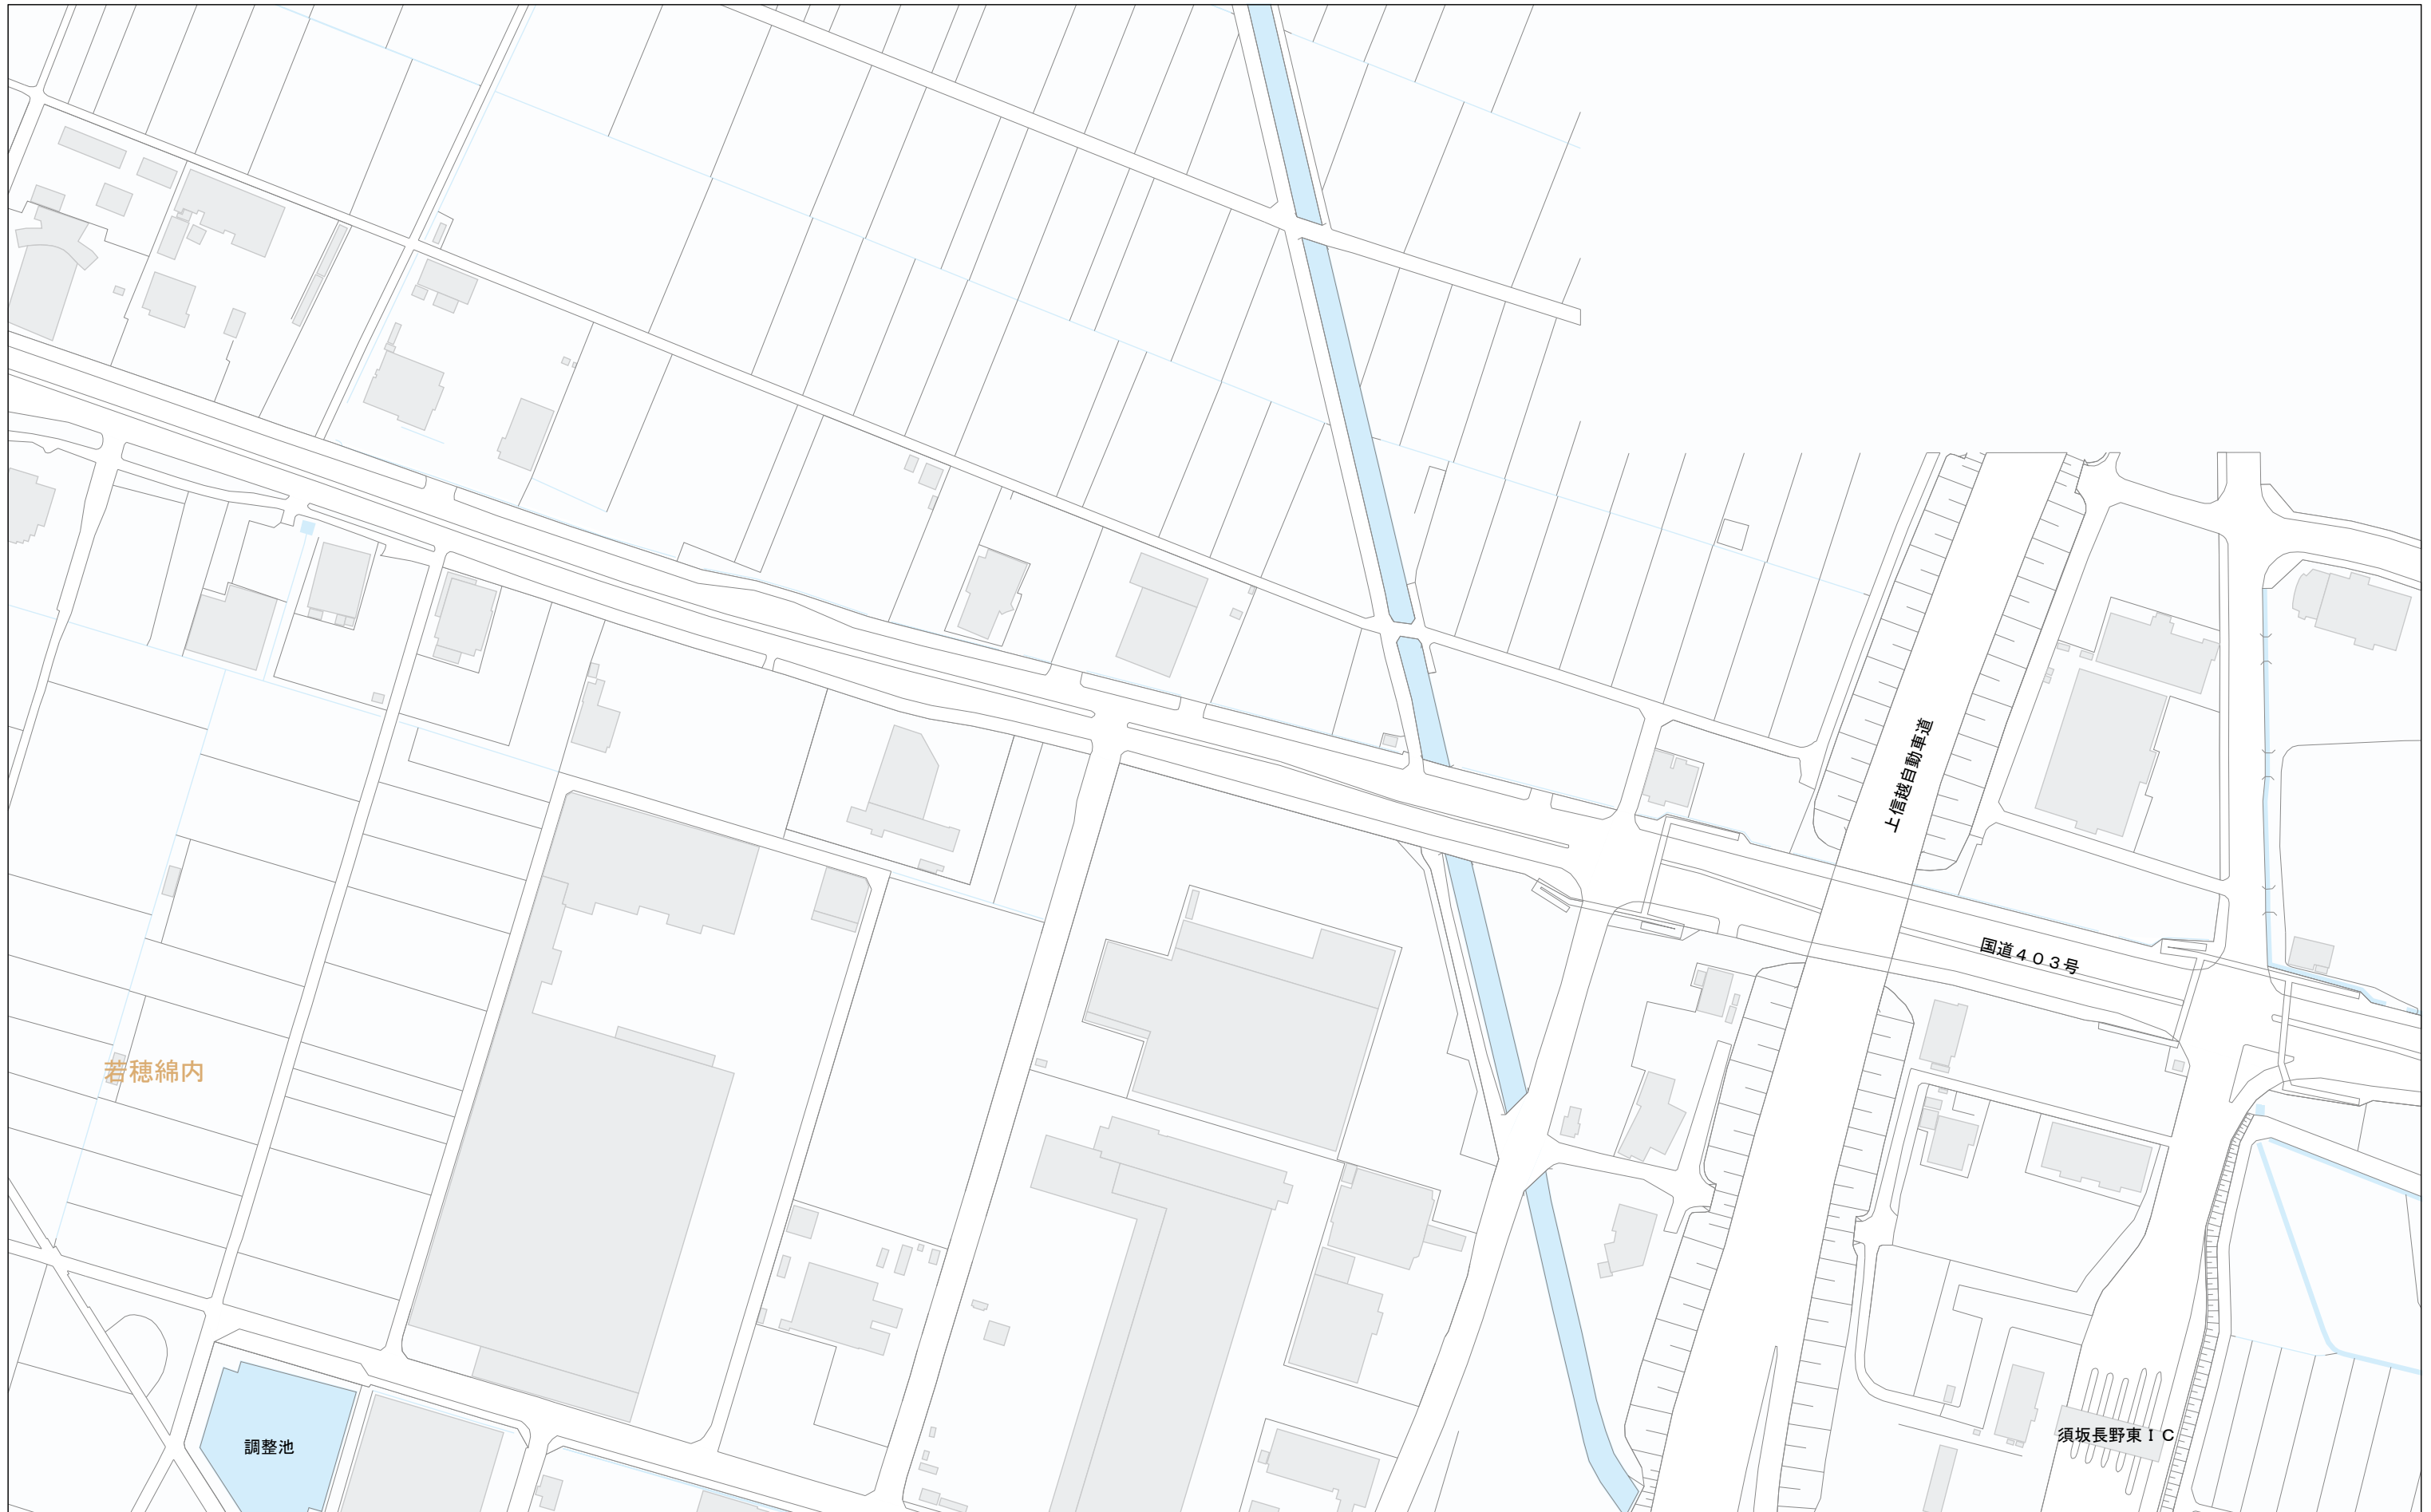 上信越自動車道
国道４０３号
若穂綿内
調整池
須坂長野東ＩＣ